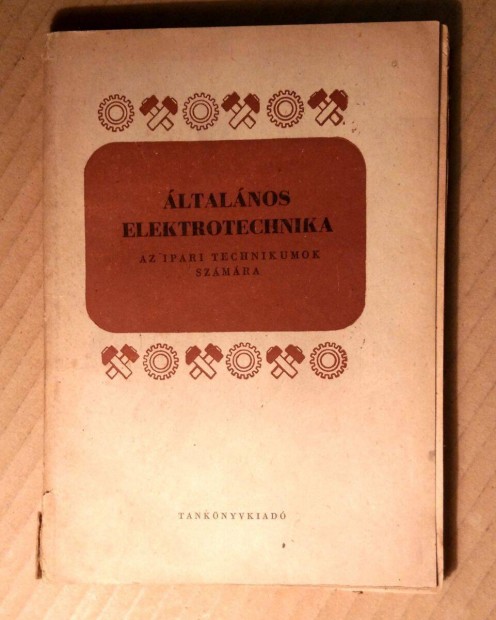 ÁLTALÁNOS
ELEKTROTECHNIKA
AZ IPARI TECHNIKUMOK
SZÁMÁRA
TANKÖNYVKIADÓ